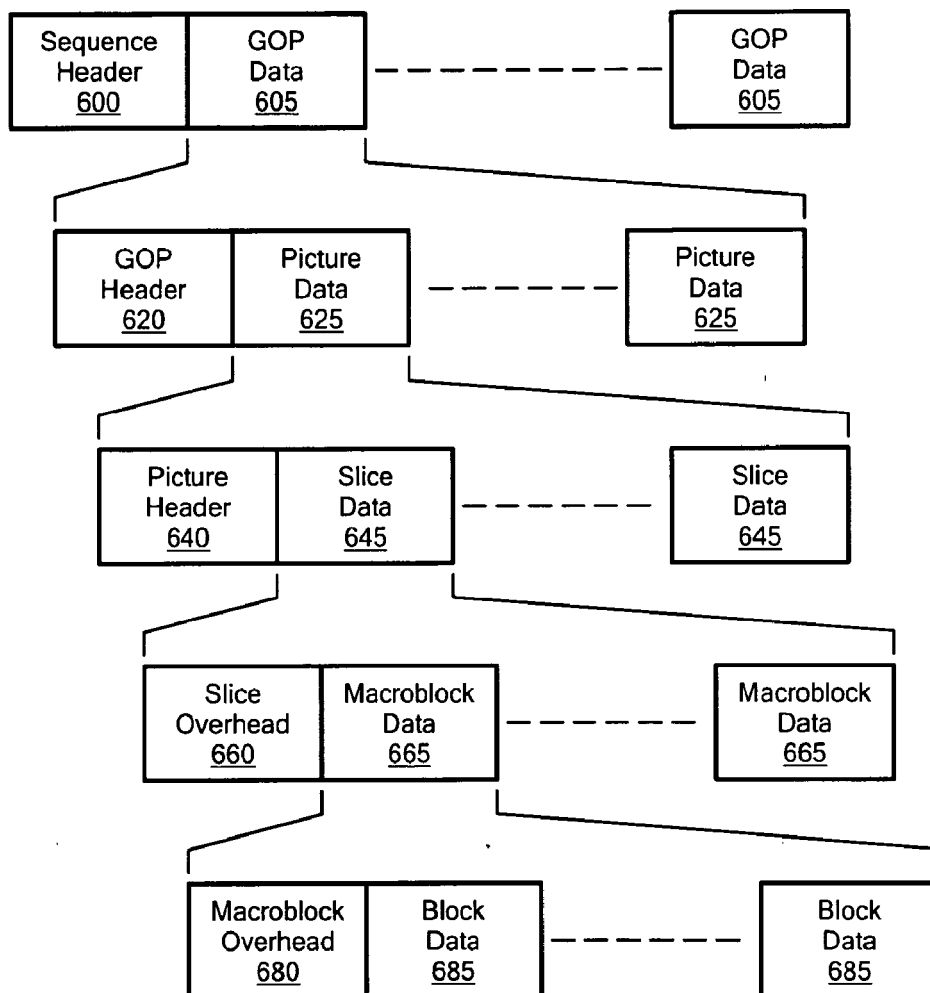 Sequence
Header
600
GOP
Data
605
GOP
Data
605
GOP
Header
620
Picture
Data
625
Picture
Data
625
Picture
Header
640
Slice
Data
645
Slice
Data
645
Slice
Overhead
660
Macroblock
Data
665
Macroblock
Data
665
Macroblock
Overhead
680
Block
Data
685
Block
Data
685